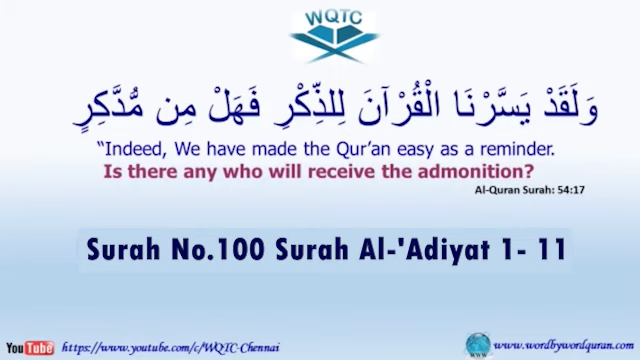 WQTC
وَلَقَدْ يَسَّرْنَا الْقُرْآنَ لِلذِّكْرِ فَهَلْ مِن مُّدَّكِرٍ
“Indeed, We have made the Qur’an easy as a reminder.
Is there any who will receive the admonition?
Al-Quran Surah: 54:17
Surah No.100 Surah Al-'Adiyat 1- 11
YouTube https://www.youtube.com/c/WQTC-Chennai
www.wordbywordquran.com